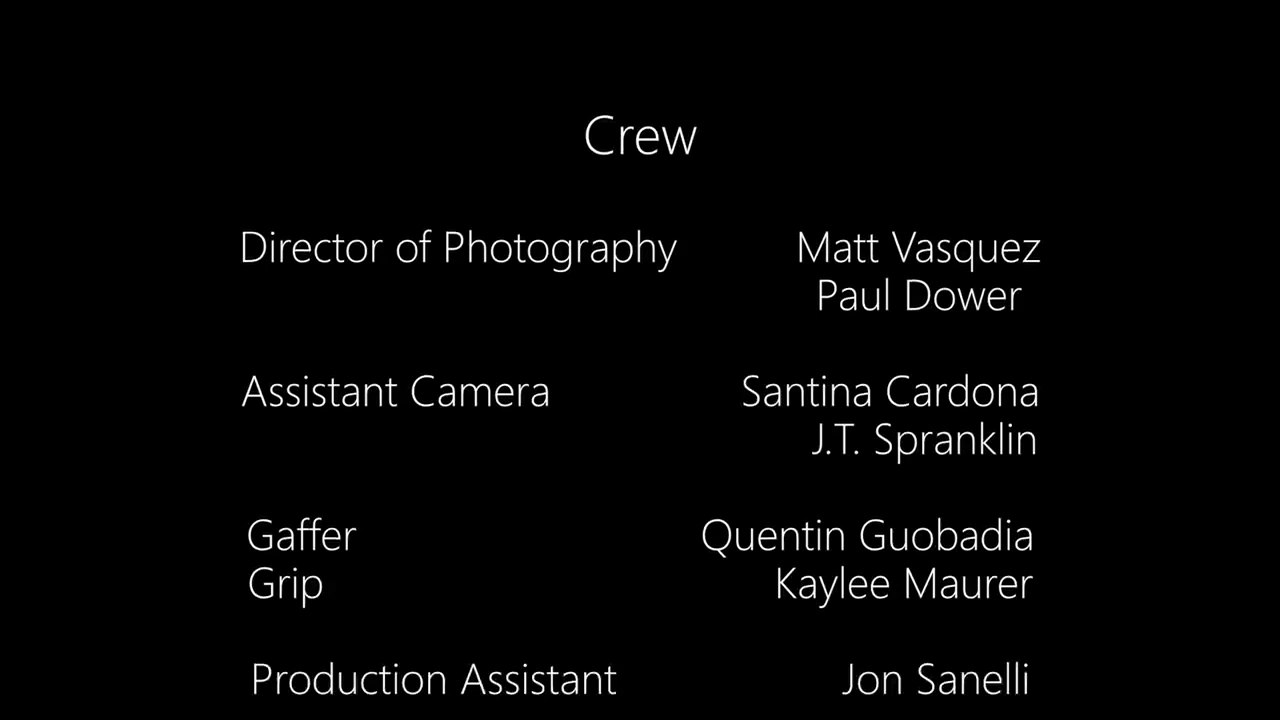 Crew
Director of Photography Matt Vasquez
Paul Dower
Assistant Camera Santina Cardona
J.T. Spranklin
Gaffer Quentin Guobadia
Grip Kaylee Maurer
Production Assistant Jon Sanelli